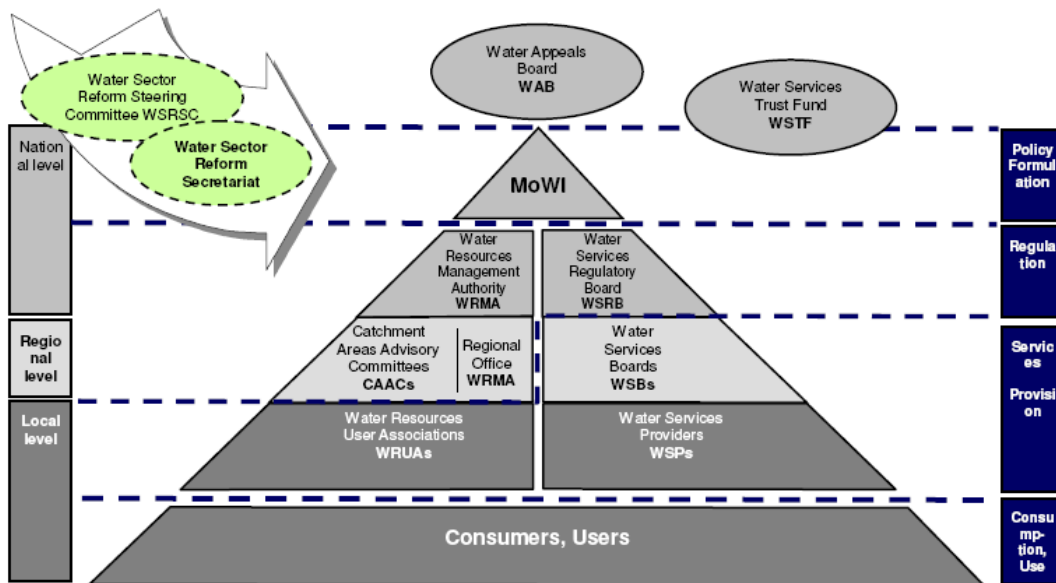 Water Sector
Reform Steering
Committee WSRSC
Water Sector
Reform
Secretariat
Water Appeals
Board
WAB
Water Services
Trust Fund
WSTF
Nation
al level
Policy
Formul
ation
MoWI
Water
Resources
Management
Authority
WRMA
Water
Services
Regulatory
Board
WSRB
Regula
tion
Regio
nal
level
Catchment
Areas Advisory
Committees
CAACs
Regional
Office
WRMA
Water
Services
Boards
WSBs
Servic
es
Provisi
on
Local
level
Water Resources
User Associations
WRUAs
Water Services
Providers
WSPs
Consumers, Users
Consu
mp-
tion,
Use